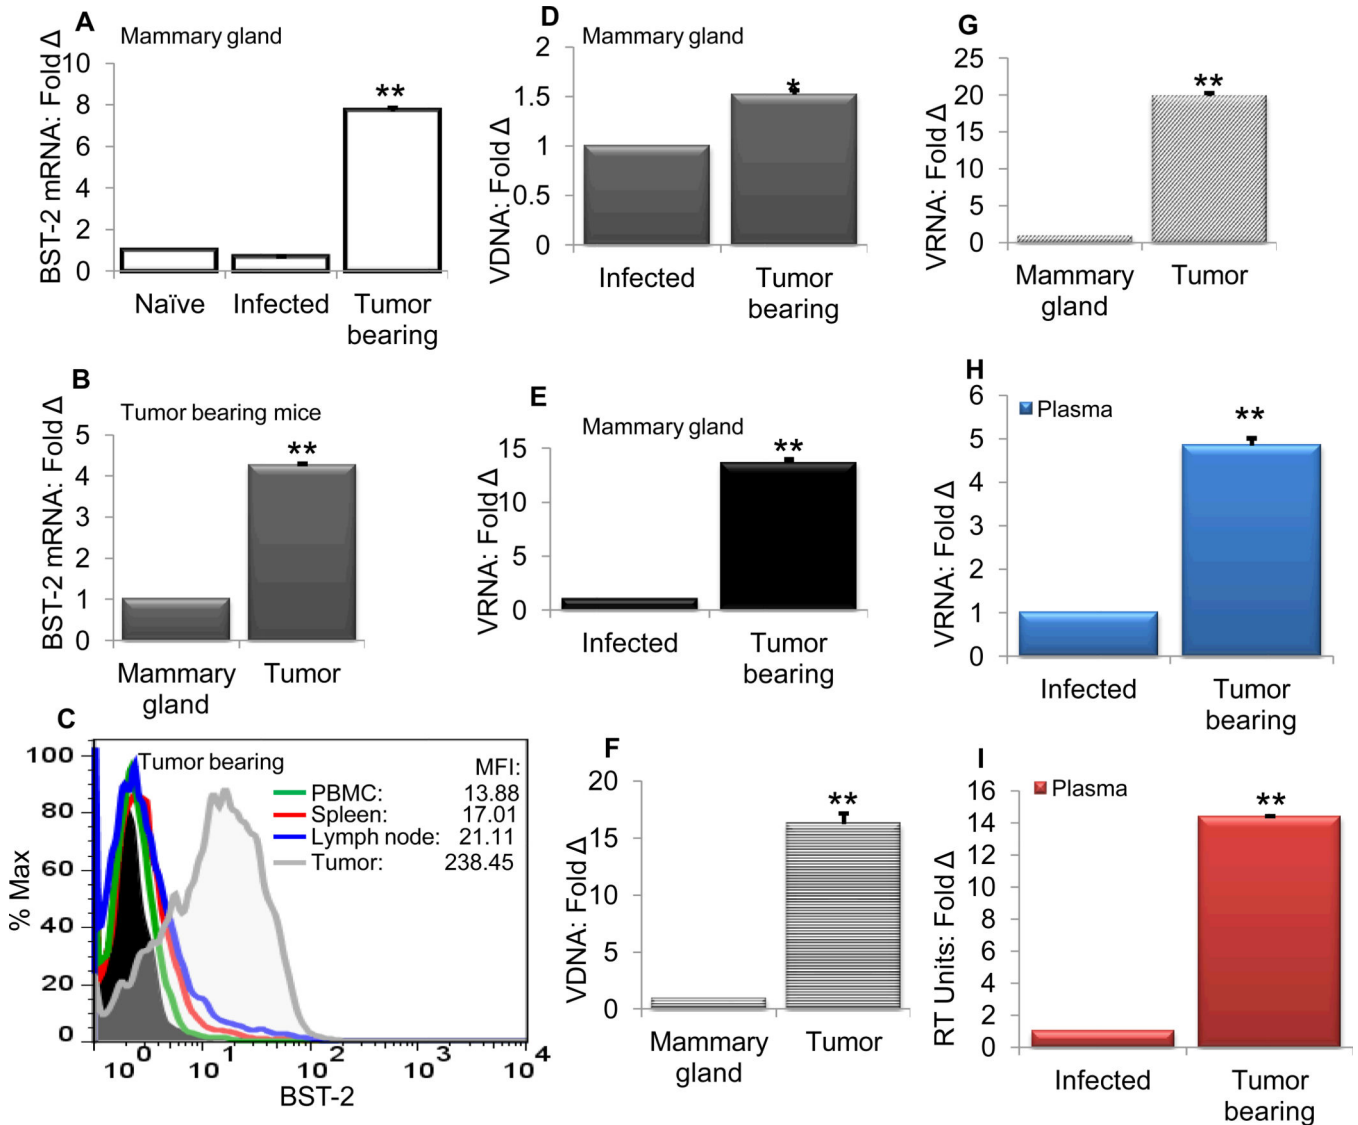 A
Mammary gland
BST-2 mRNA: Fold Δ
10
8
6
4
2
0
**
Naïve
Infected
Tumor
bearing
B
Tumor bearing mice
BST-2 mRNA: Fold Δ
5
4
3
2
1
0
**
Mammary
gland
Tumor
C
Tumor bearing
MFI:
PBMC: 13.88
Spleen: 17.01
Lymph node: 21.11
Tumor: 238.45
% Max
100
80
60
40
20
0
10 0
10 1
10 2
10 3
10 4
BST-2
D
Mammary gland
VDNA: Fold Δ
2
1.5
1
0.5
0
*
Infected
Tumor
bearing
E
Mammary gland
VRNA: Fold Δ
15
10
5
0
**
Infected
Tumor
bearing
F
VDNA: Fold Δ
20
15
10
5
0
**
Mammary
gland
Tumor
G
VRNA: Fold Δ
25
20
15
10
5
0
**
Mammary
gland
Tumor
H
Plasma
VRNA: Fold Δ
6
5
4
3
2
1
0
**
Infected
Tumor
bearing
I
Plasma
RT Units: Fold Δ
16
14
12
10
8
6
4
2
0
**
Infected
Tumor
bearing